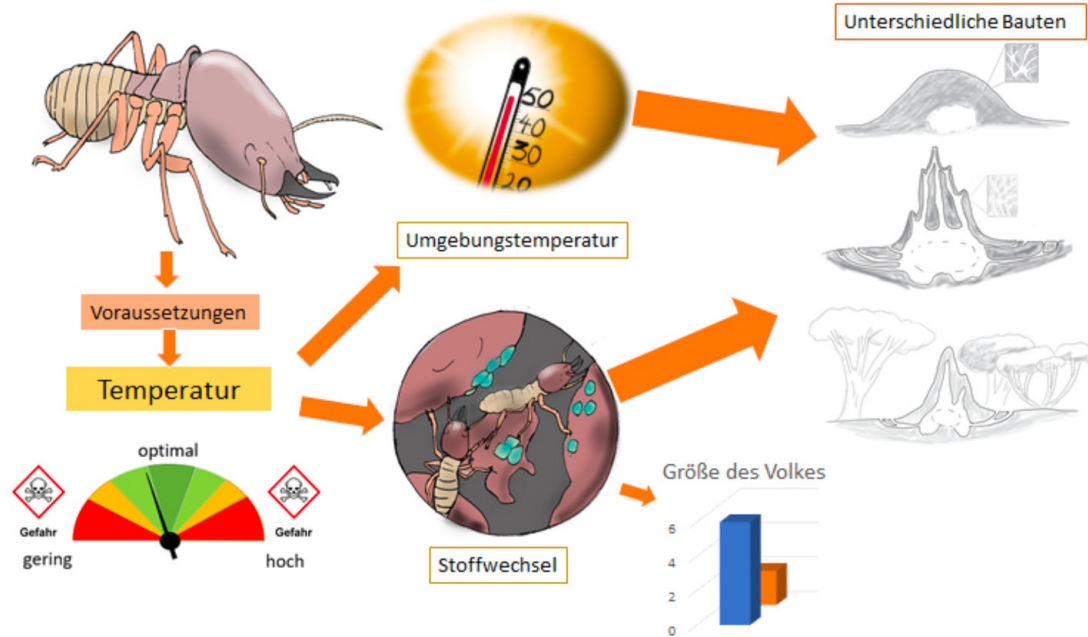 Unterschiedliche Bauten
50
40
30
20
Umgebungstemperatur
Voraussetzungen
Temperatur
optimal
Gefahr
Gefahr
gering
hoch
Stoffwechsel
Größe des Volkes
6
4
2
0